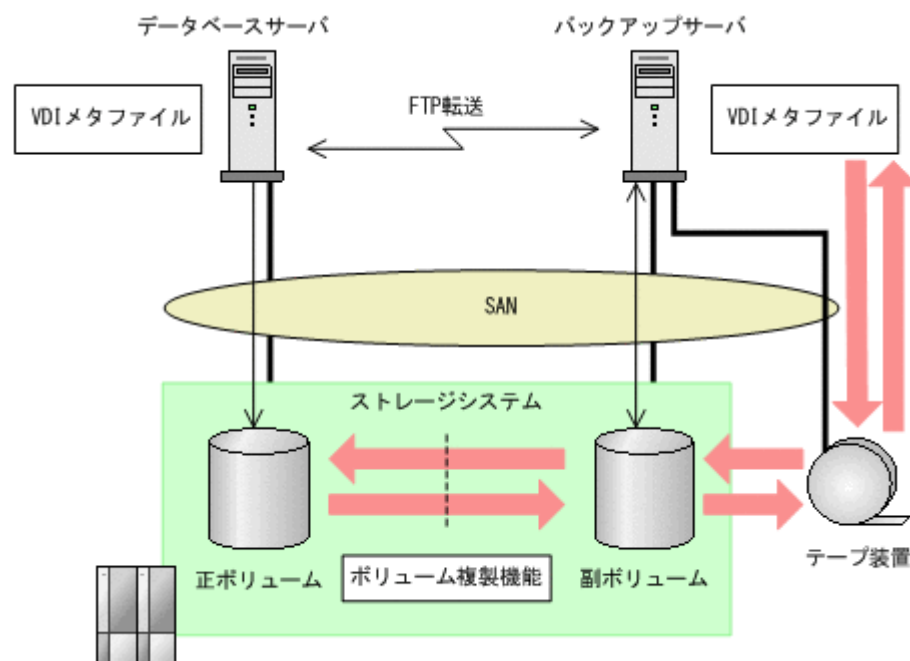 データベースサーバ
バックアップサーバ
VDIメタファイル
FTP転送
VDIメタファイル
SAN
ストレージシステム
正ボリューム
ボリューム複製機能
副ボリューム
テープ装置